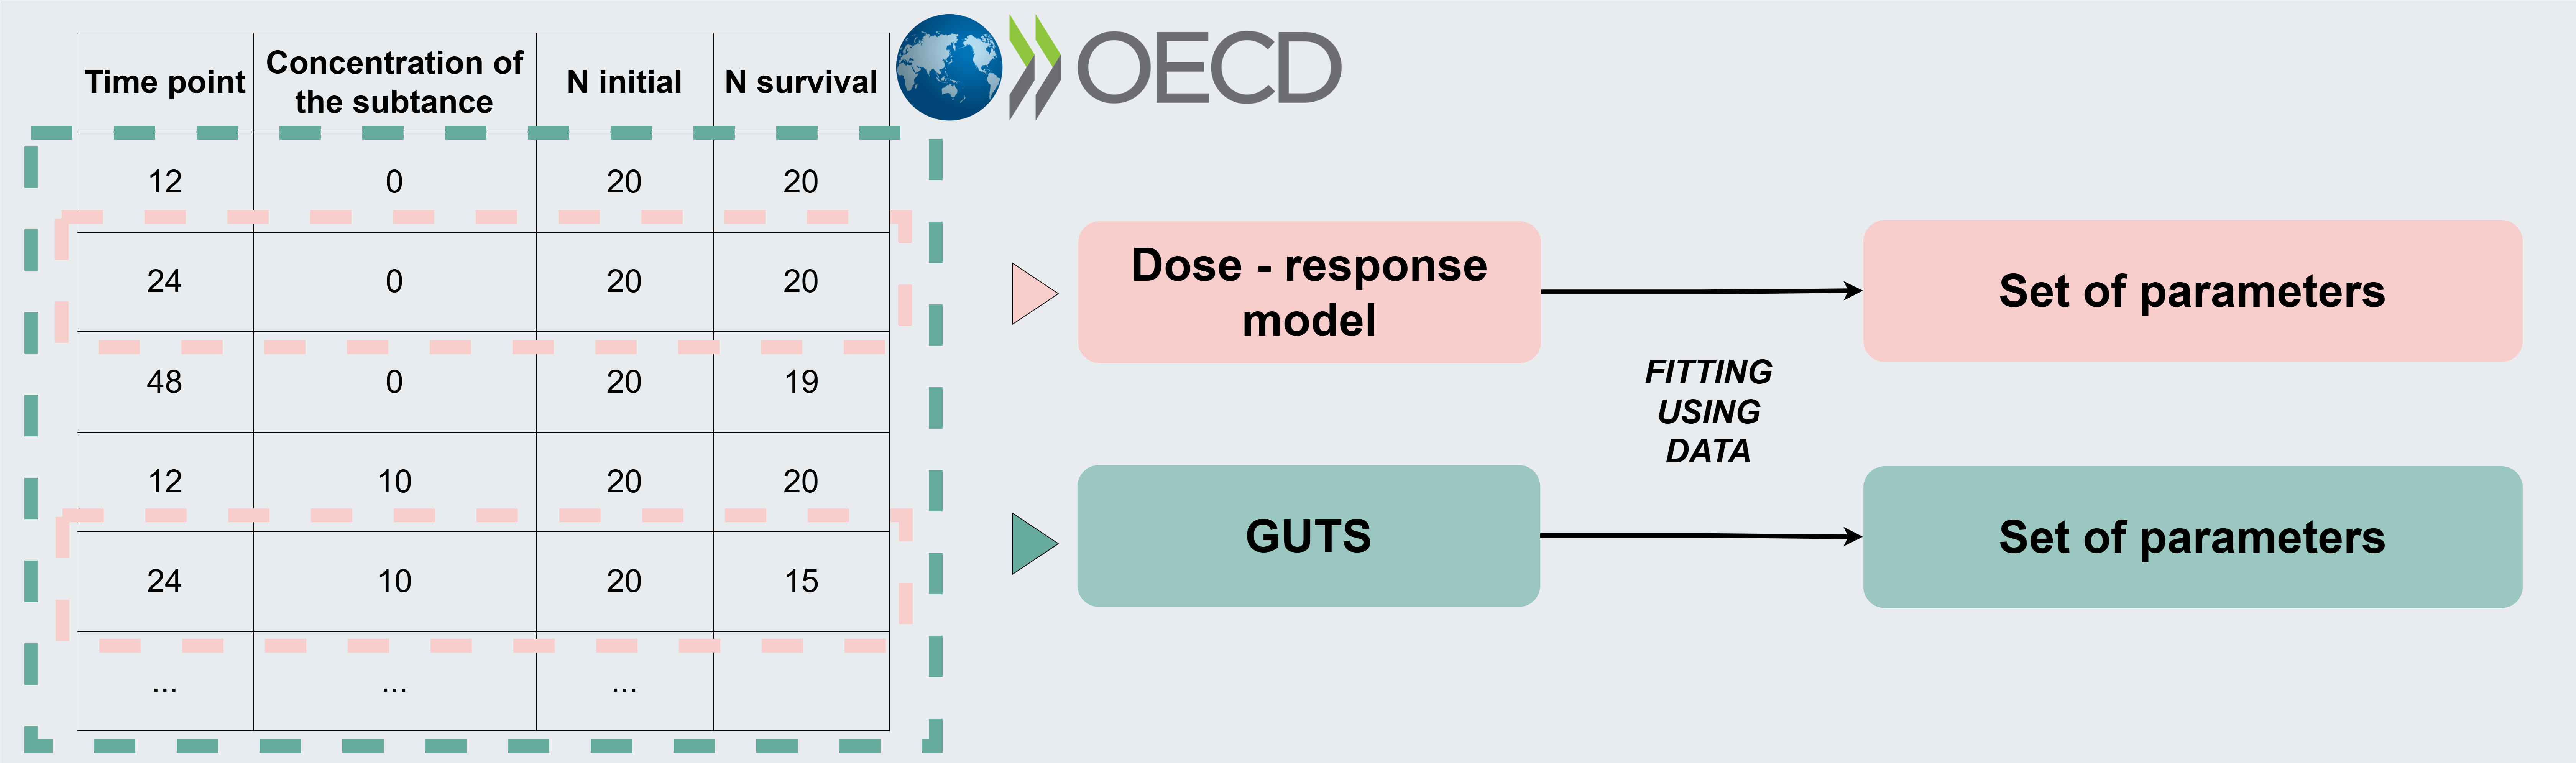 OECD
Time point
Concentration of
the subtance
N initial
N survival
12 0 20 20
24 0 20 20
48 0 20 19
12 10 20 20
24 10 20 15
... ... ...
Dose - response
model
Set of parameters
FITTING
USING
DATA
GUTS
Set of parameters